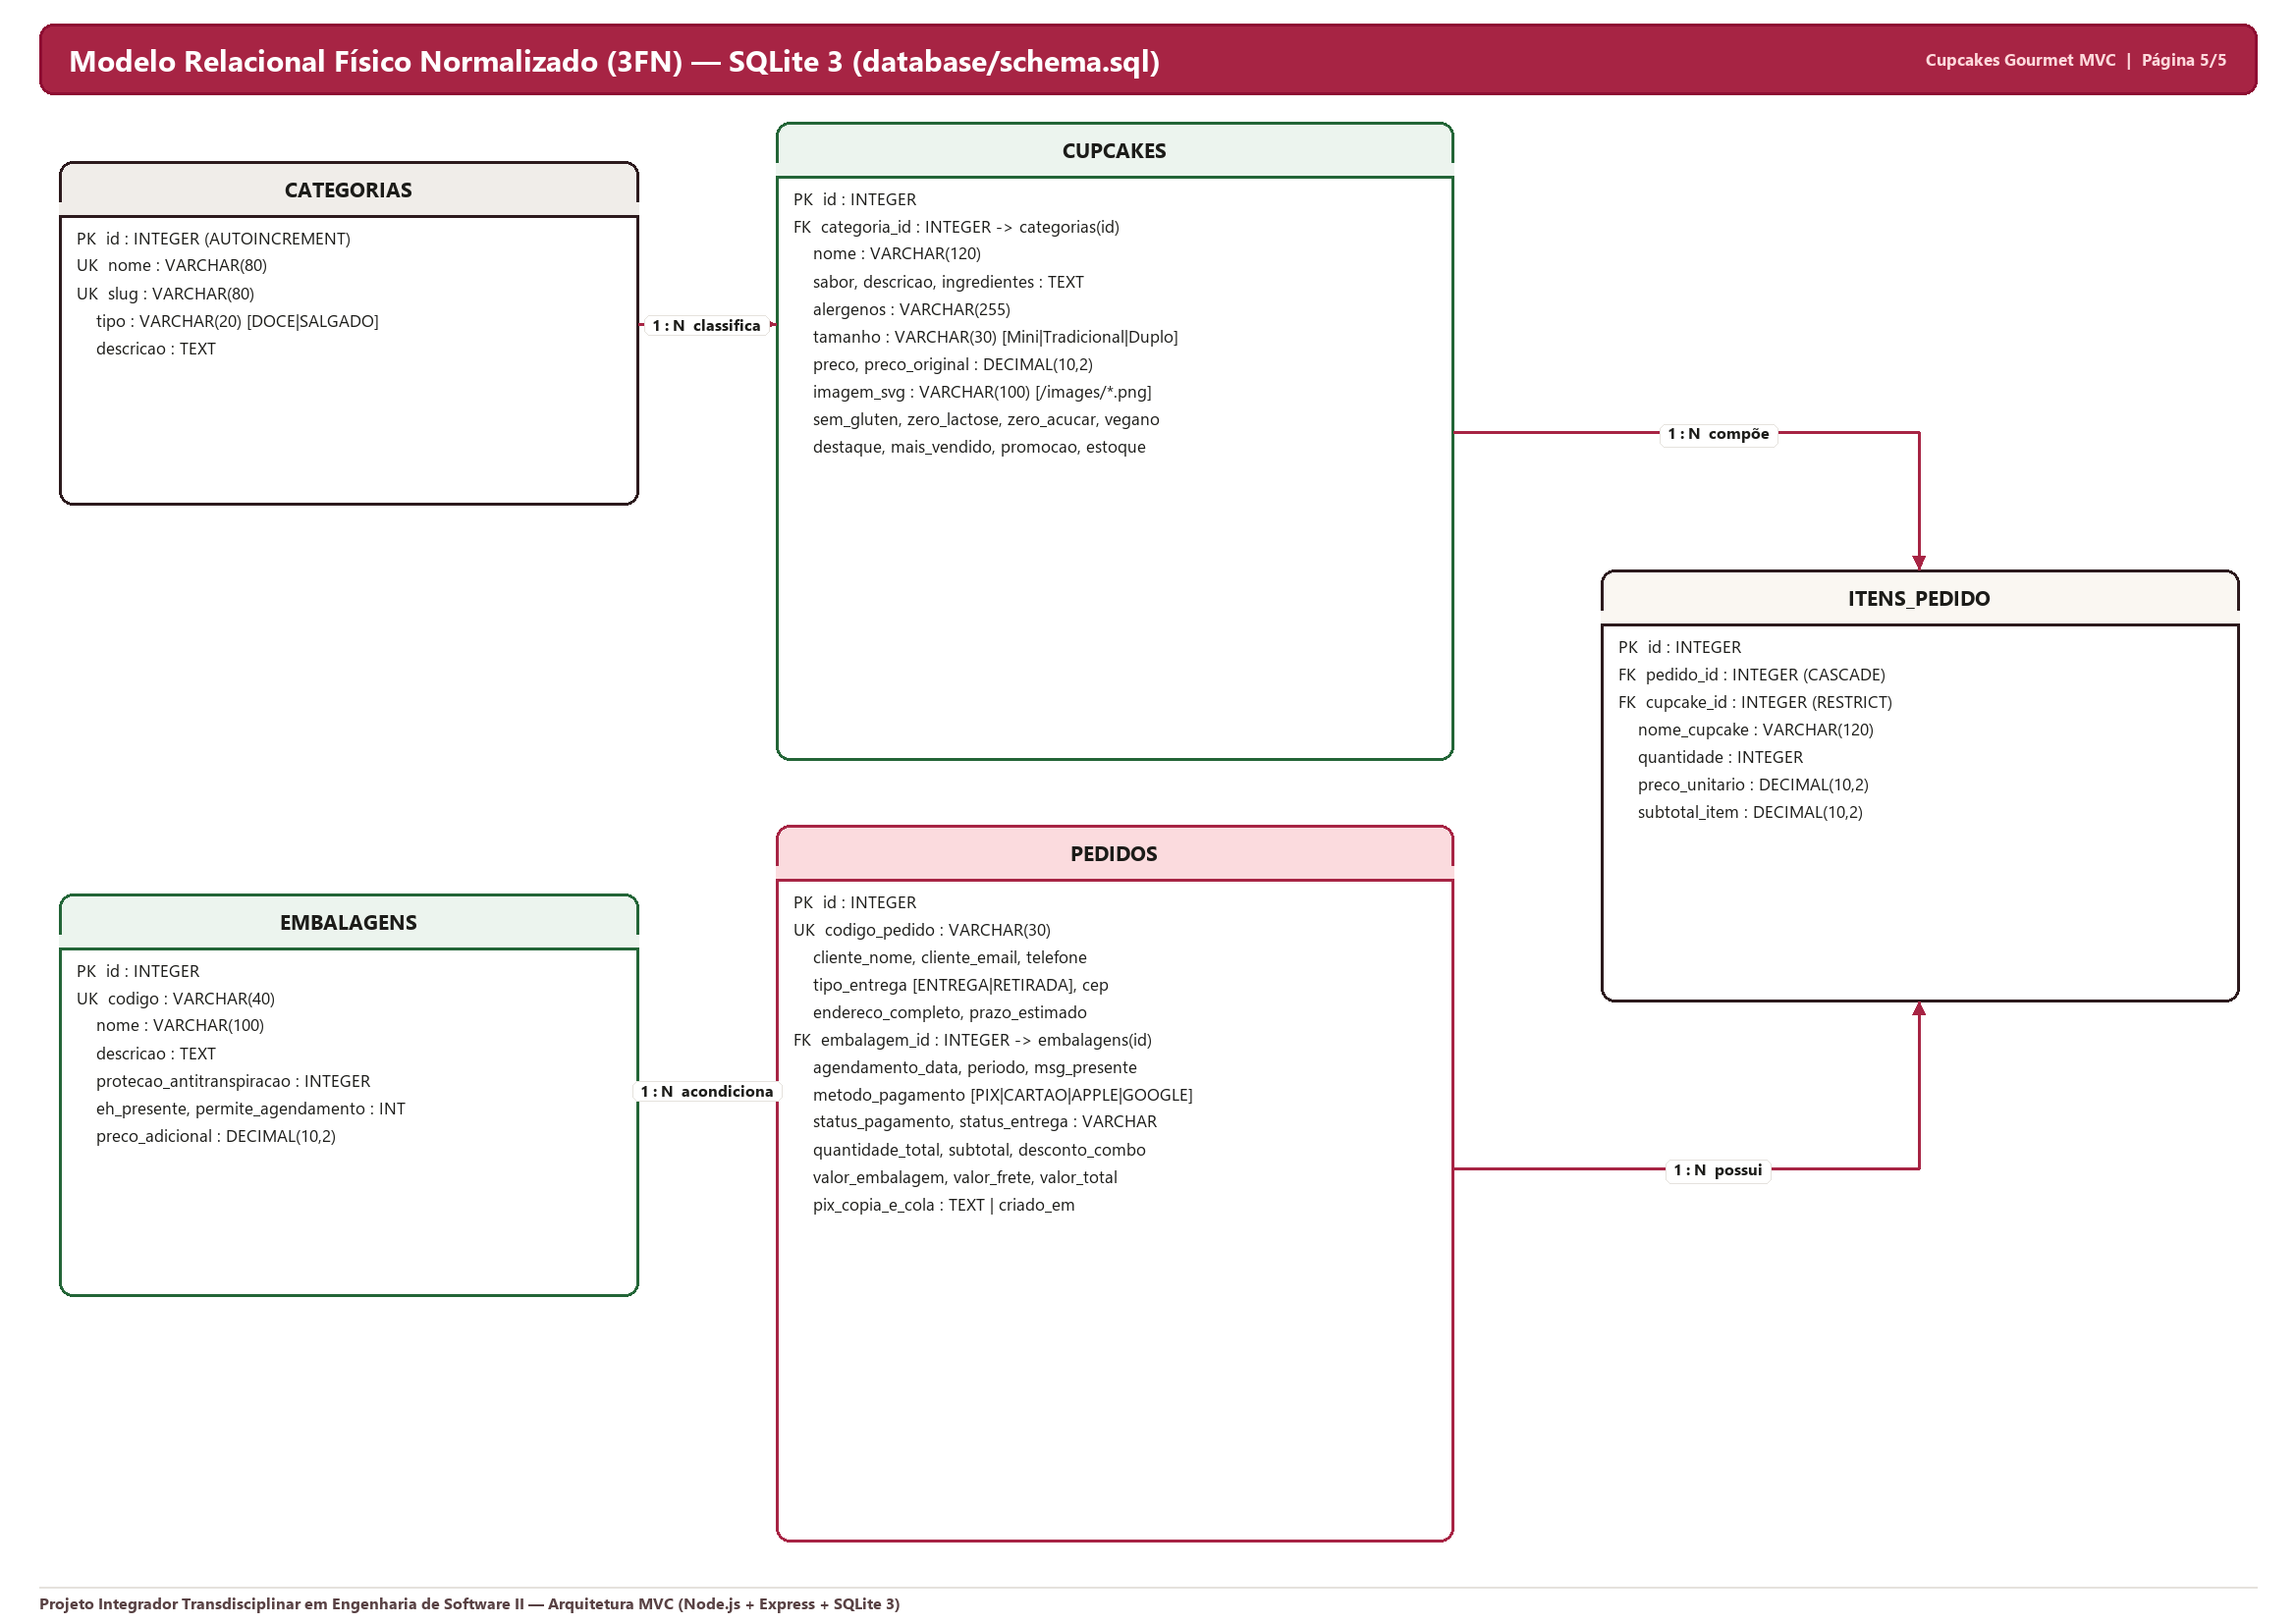 Modelo Relacional Físico Normalizado (3FN) — SQLite 3 (database/schema.sql)
Cupcakes Gourmet MVC | Página 5/5
CATEGORIAS
PK id : INTEGER (AUTOINCREMENT)
UK nome : VARCHAR(80)
UK slug : VARCHAR(80)
tipo : VARCHAR(20) [DOCE|SALGADO]
descricao : TEXT
1 : N classifica
CUPCAKES
PK id : INTEGER
FK categoria_id : INTEGER -> categorias(id)
nome : VARCHAR(120)
sabor, descricao, ingredientes : TEXT
alergenos : VARCHAR(255)
tamanho : VARCHAR(30) [Mini|Tradicional|Duplo]
preco, preco_original : DECIMAL(10,2)
imagem_svg : VARCHAR(100) [/images/*.png]
sem_gluten, zero_lactose, zero_acucar, vegano
destaque, mais_vendido, promocao, estoque
1 : N compõe
ITENS_PEDIDO
PK id : INTEGER
FK pedido_id : INTEGER (CASCADE)
FK cupcake_id : INTEGER (RESTRICT)
nome_cupcake : VARCHAR(120)
quantidade : INTEGER
preco_unitario : DECIMAL(10,2)
subtotal_item : DECIMAL(10,2)
EMBALAGENS
PK id : INTEGER
UK codigo : VARCHAR(40)
nome : VARCHAR(100)
descricao : TEXT
protecao_antitranspiracao : INTEGER
eh_presente, permite_agendamento : INT
preco_adicional : DECIMAL(10,2)
1 : N acondiciona
PEDIDOS
PK id : INTEGER
UK codigo_pedido : VARCHAR(30)
cliente_nome, cliente_email, telefone
tipo_entrega [ENTREGA|RETIRADA], cep
endereco_completo, prazo_estimado
FK embalagem_id : INTEGER -> embalagens(id)
agendamento_data, periodo, msg_presente
metodo_pagamento [PIX|CARTAO|APPLE|GOOGLE]
status_pagamento, status_entrega : VARCHAR
quantidade_total, subtotal, desconto_combo
valor_embalagem, valor_frete, valor_total
pix_copia_e_cola : TEXT | criado_em
1 : N possui
Projeto Integrador Transdisciplinar em Engenharia de Software II — Arquitetura MVC (Node.js + Express + SQLite 3)